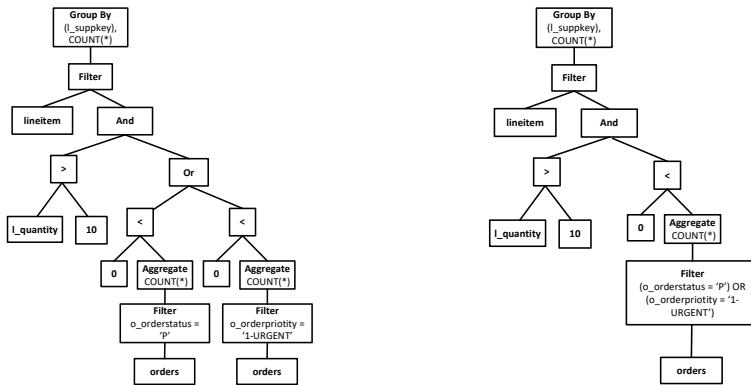 Group By
(l_suppkey),
COUNT(*)
Filter
lineitem
And
>
Or
l_quantity
10
<
<
0
Aggregate
COUNT(*)
0
Aggregate
COUNT(*)
Filter
o_orderstatus =
‘P’
Filter
o_orderpriotity =
‘1-URGENT’
orders
orders
Group By
(l_suppkey),
COUNT(*)
Filter
lineitem
And
>
<
l_quantity
10
0
Aggregate
COUNT(*)
Filter
(o_orderstatus = ‘P’) OR
(o_orderpriotity = ‘1-
URGENT’)
orders